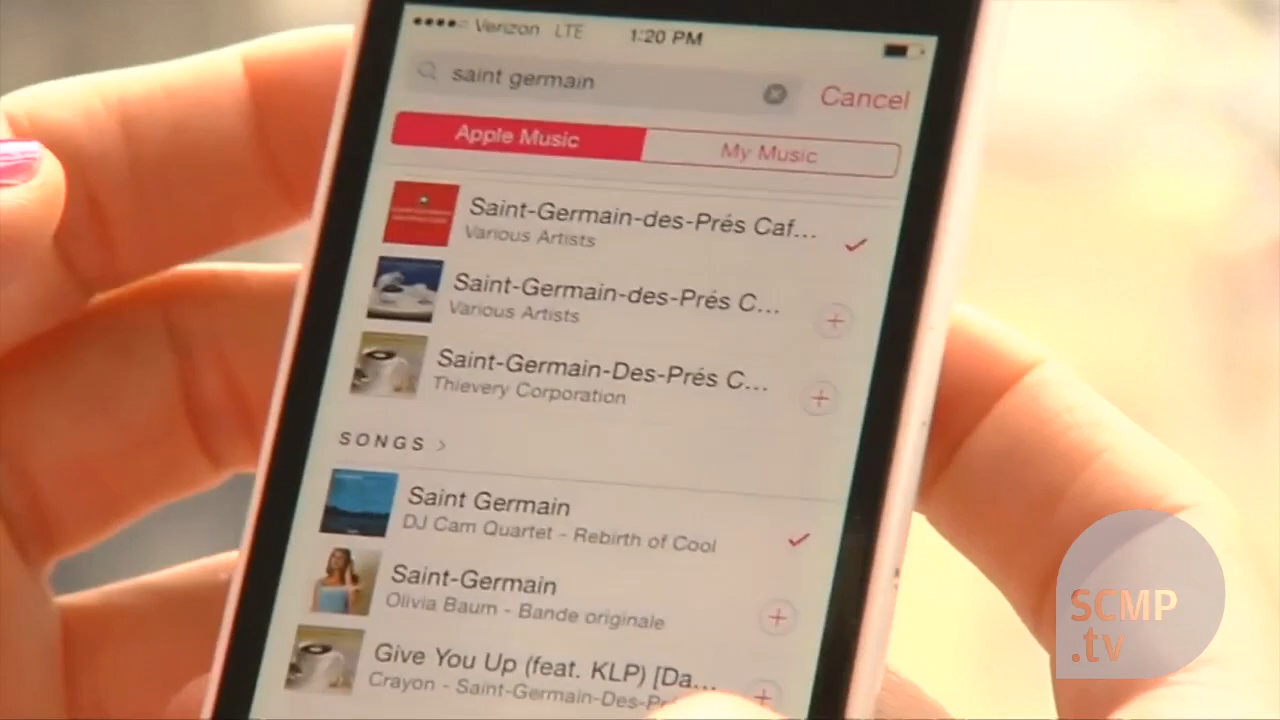 Verizon LTE 1:20 PM
saint germain
Cancel
Apple Music
My Music
Saint-Germain-des-Prés Caf...
Various Artists
Saint-Germain-des-Prés C...
Various Artists
Saint-Germain-Des-Prés C...
Thievery Corporation
SONGS >
Saint Germain
DJ Cam Quartet - Rebirth of Cool
Saint-Germain
Olivia Baum - Bande originale
Give You Up (feat. KLP) [Da...
Crayon - Saint-Germain-Des-Pr
SCMP
.tv